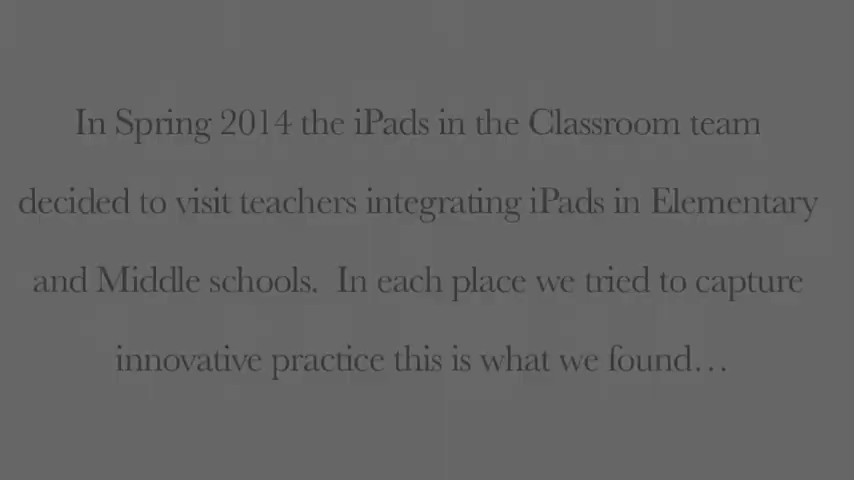 In Spring 2014 the iPads in the Classroom team
decided to visit teachers integrating iPads in Elementary
and Middle schools.  In each place we tried to capture
innovative practice this is what we found…